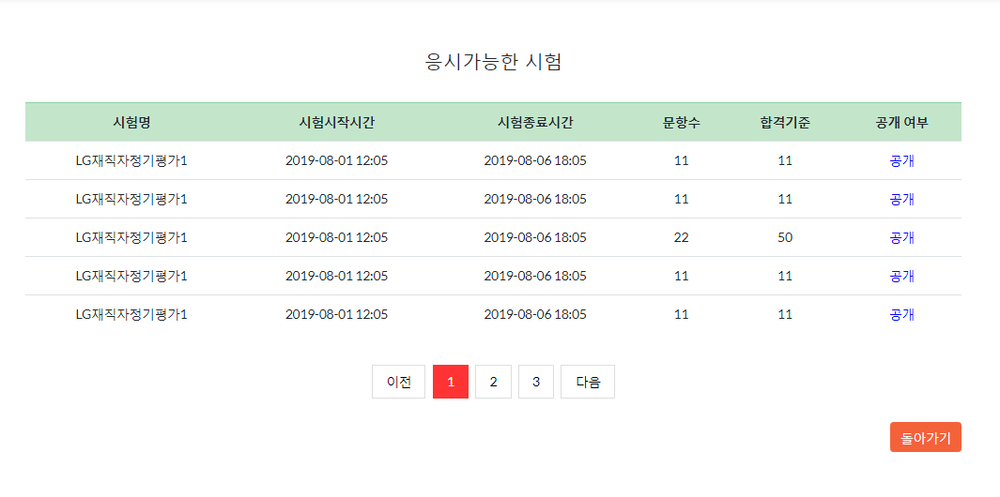 응시가능한 시험
시험명 시험시작시간 시험종료시간 문항수 합격기준 공개 여부
LG재직자정기평가1 2019-08-01 12:05 2019-08-06 18:05 11 11 공개
LG재직자정기평가1 2019-08-01 12:05 2019-08-06 18:05 11 11 공개
LG재직자정기평가1 2019-08-01 12:05 2019-08-06 18:05 22 50 공개
LG재직자정기평가1 2019-08-01 12:05 2019-08-06 18:05 11 11 공개
LG재직자정기평가1 2019-08-01 12:05 2019-08-06 18:05 11 11 공개
이전 1 2 3 다음
돌아가기